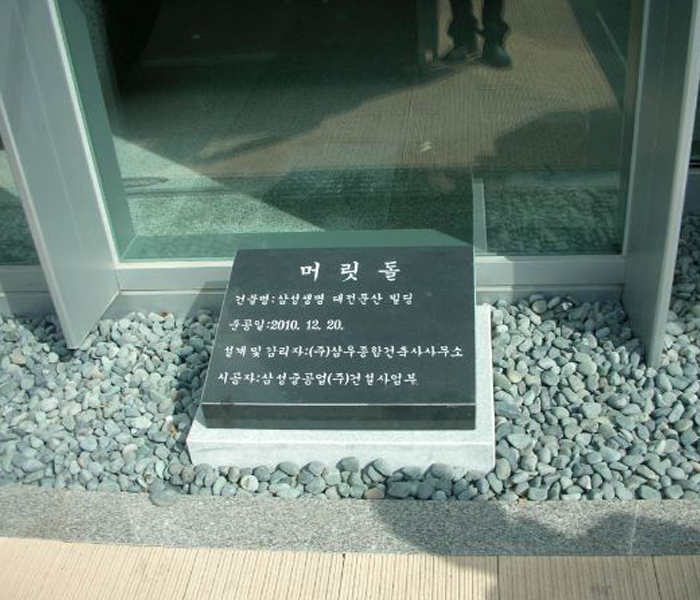 머릿돌
건물명:삼성생명 대전둔산 빌딩
준공일:2010. 12. 20.
설계 및 감리자:(주)삼우종합건축사사무소
시공자:삼성중공업(주)건설사업부